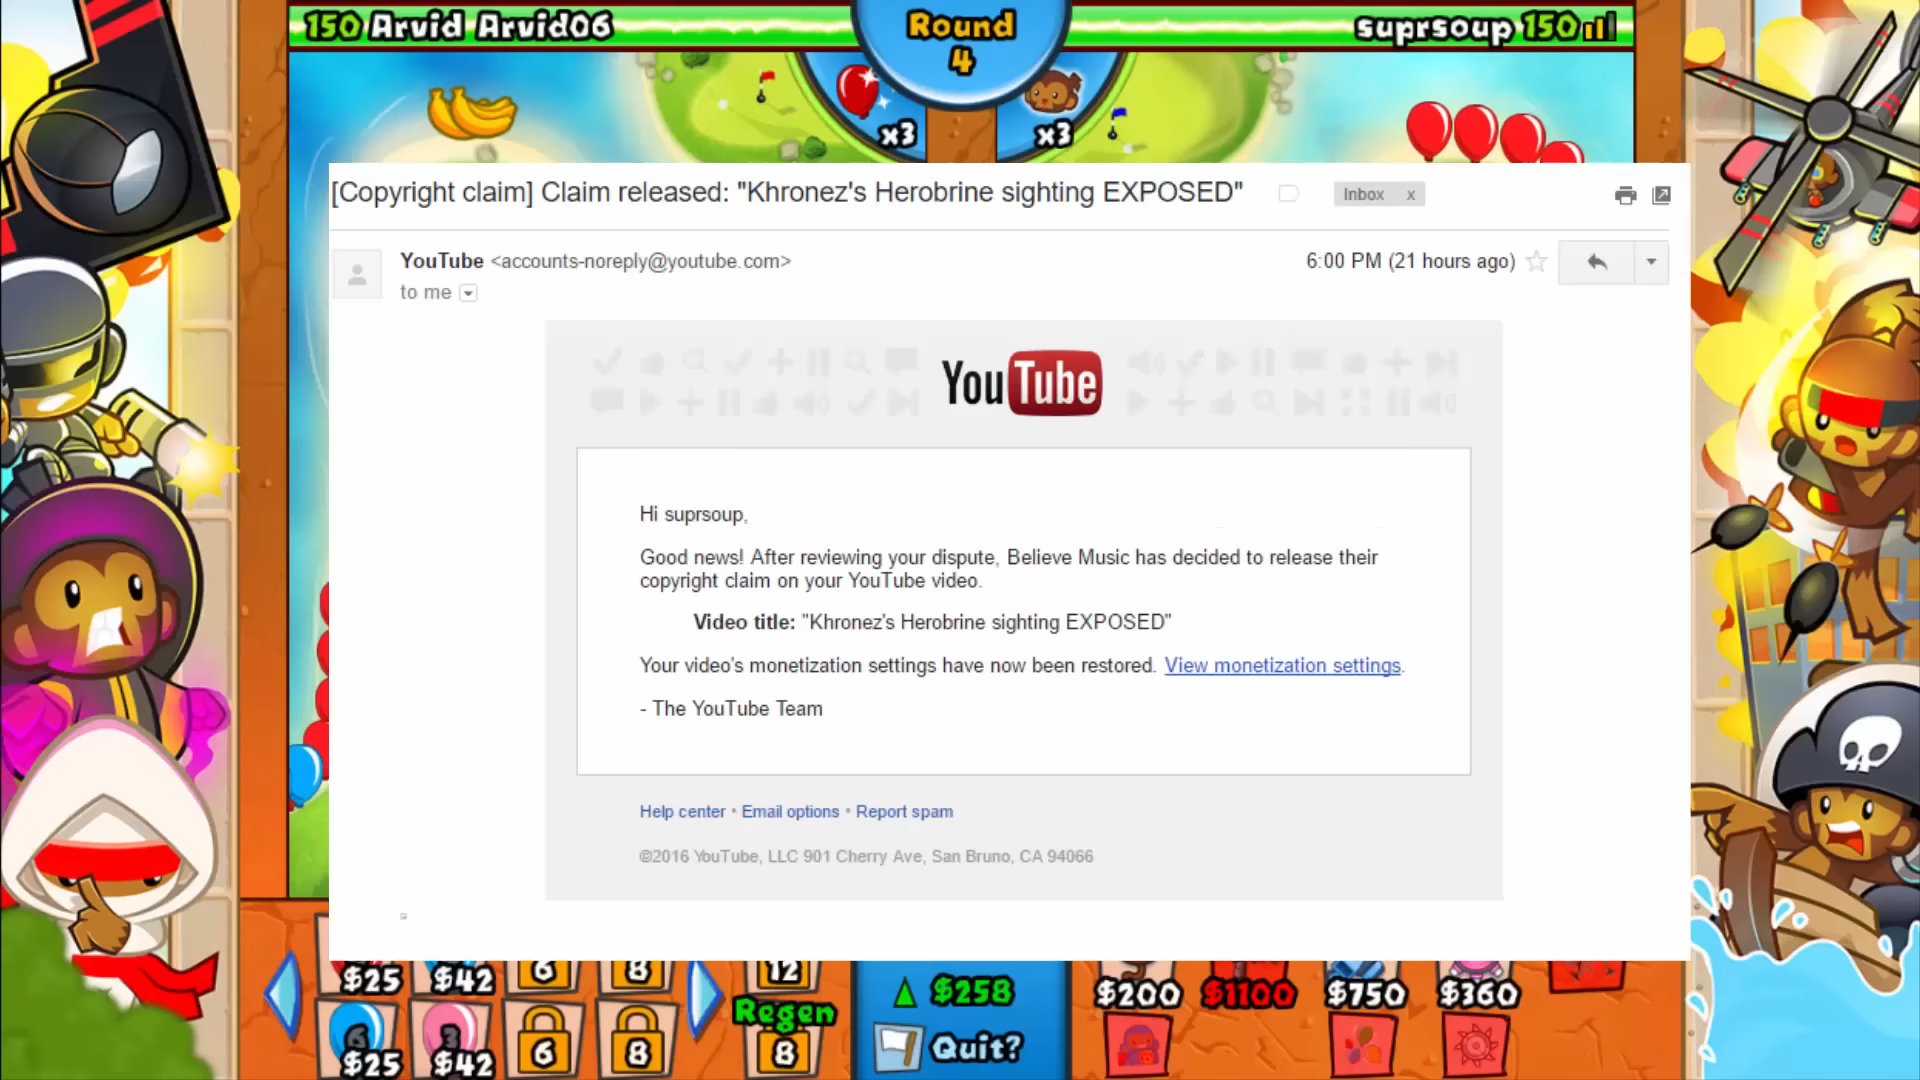 150 Arvid Arvid06
Round
4
suprsoup 150
x3
x3
[Copyright claim] Claim released: "Khronez's Herobrine sighting EXPOSED"
Inbox x
YouTube <accounts-noreply@youtube.com>
6:00 PM (21 hours ago)
to me
YouTube
Hi suprsoup,
Good news! After reviewing your dispute, Believe Music has decided to release their
copyright claim on your YouTube video.
Video title: "Khronez's Herobrine sighting EXPOSED"
Your video's monetization settings have now been restored. View monetization settings.
- The YouTube Team
Help center • Email options • Report spam
©2016 YouTube, LLC 901 Cherry Ave, San Bruno, CA 94066
$25 $42 6 8 12
$258
$200 $1100 $750 $360
Regen
6 3 6 8 8
$25 $42
Quit?